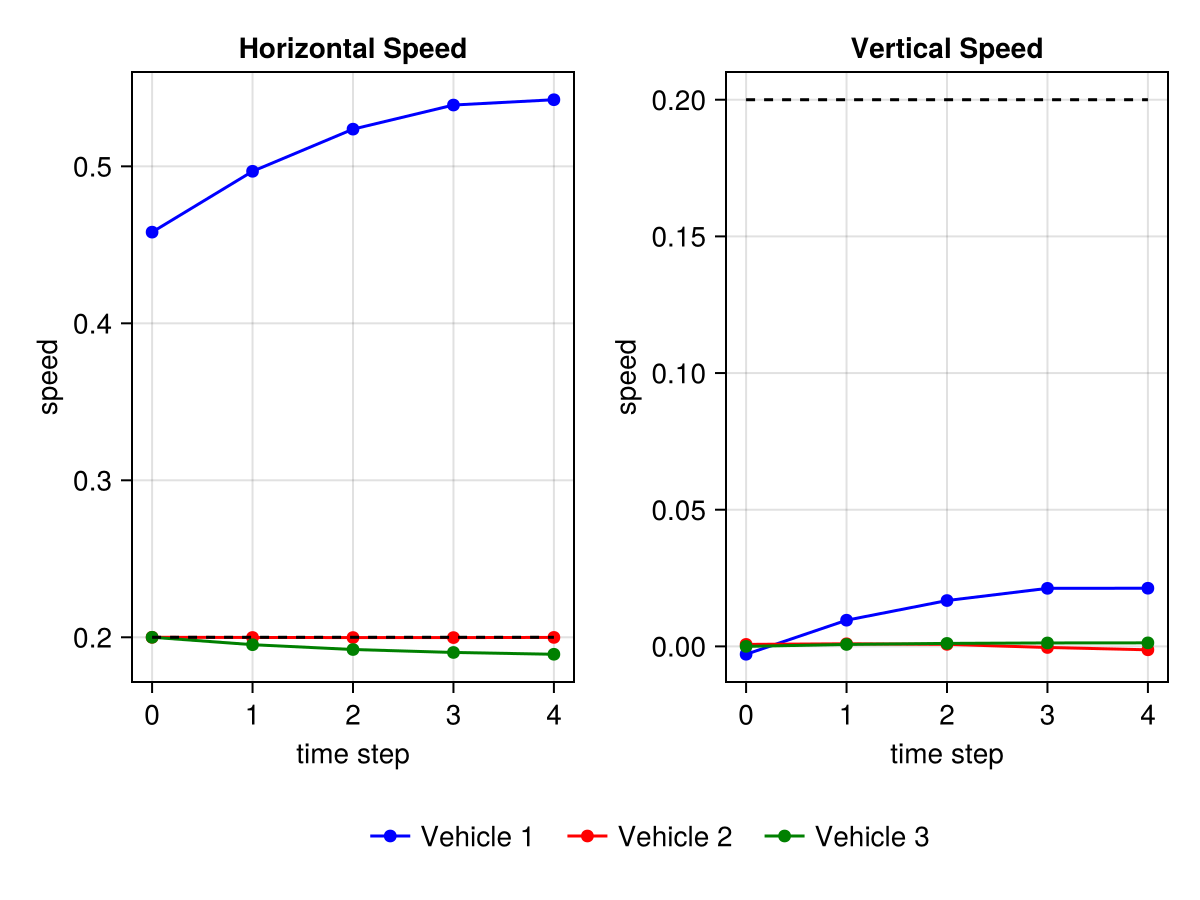 Horizontal Speed
speed
0.5
0.4
0.3
0.2
0 1 2 3 4
time step
Vertical Speed
speed
0.20
0.15
0.10
0.05
0.00
0 1 2 3 4
time step
Vehicle 1 Vehicle 2 Vehicle 3